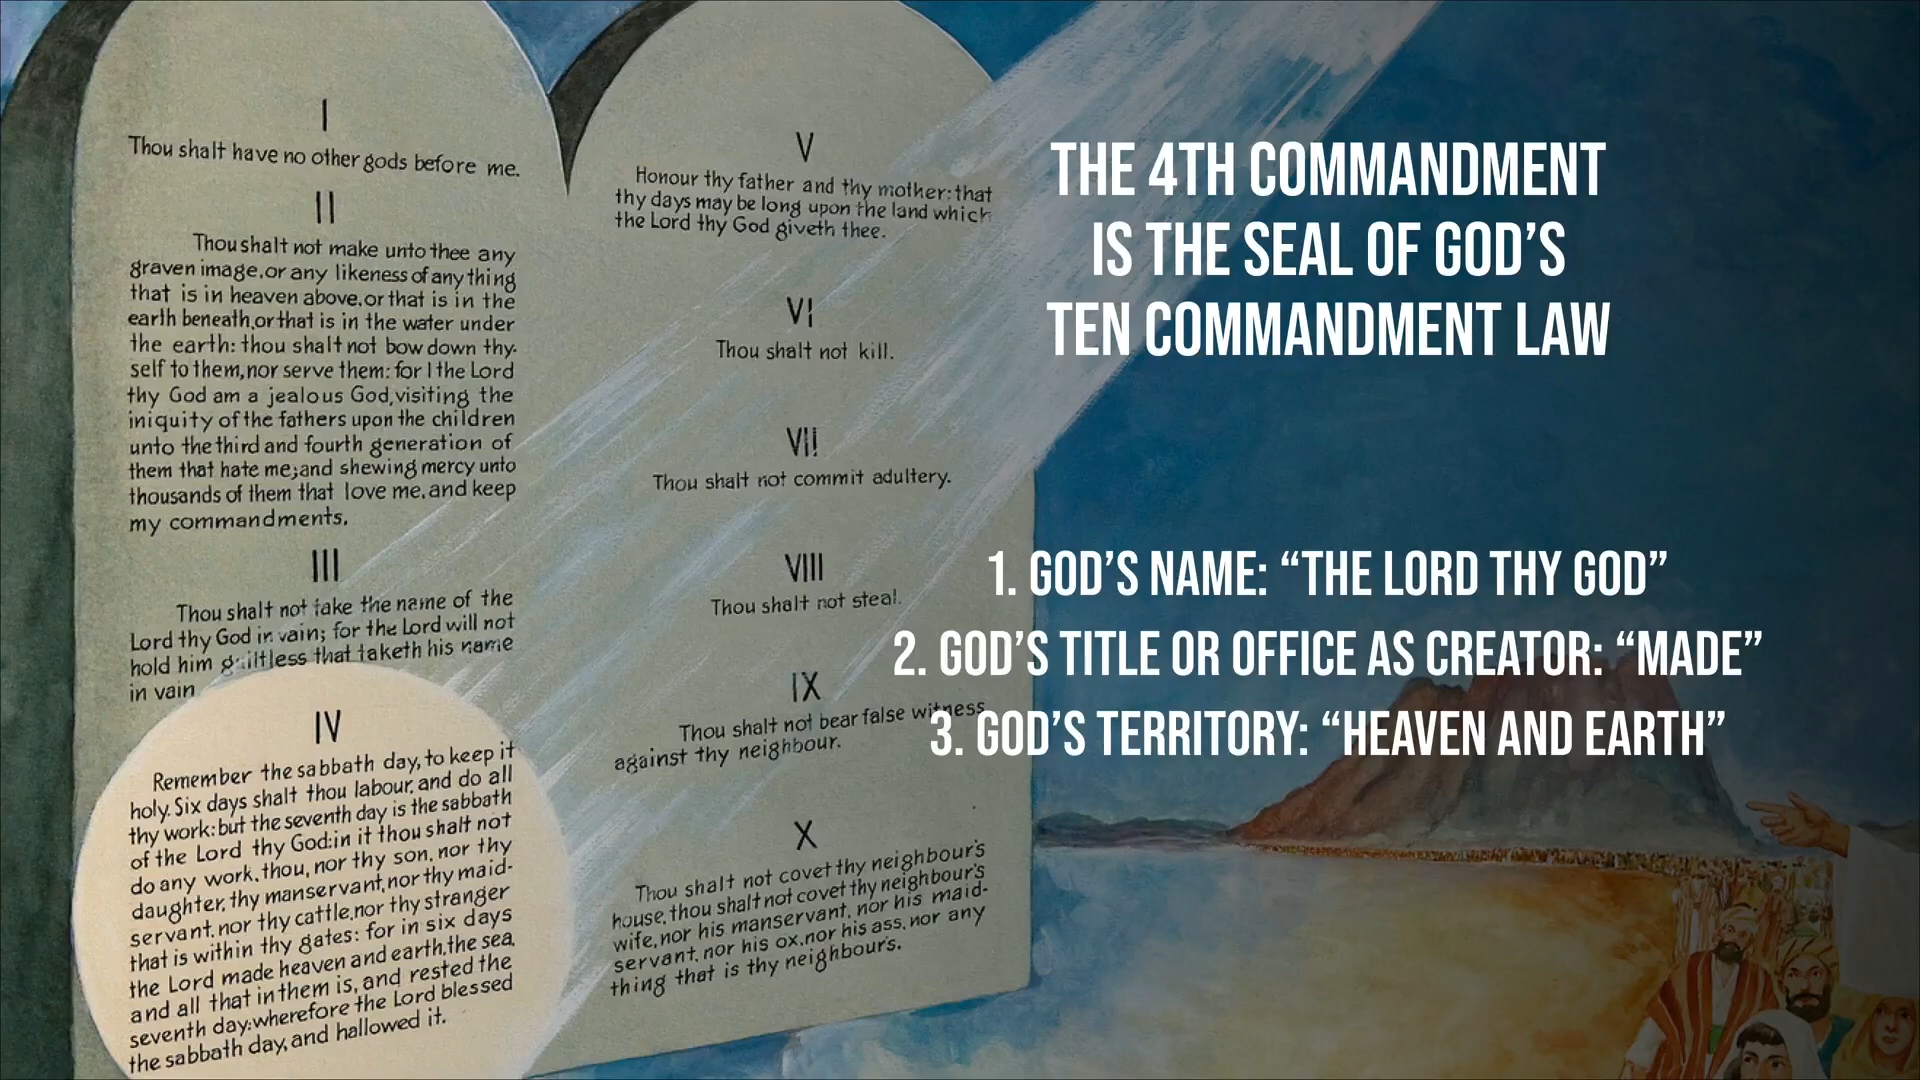 I
Thou shalt have no other gods before me.
II
Thou shalt not make unto thee any
graven image, or any likeness of any thing
that is in heaven above, or that is in the
earth beneath, or that is in the water under
the earth: thou shalt not bow down thy-
self to them, nor serve them: for I the Lord
thy God am a jealous God, visiting the
iniquity of the fathers upon the children
unto the third and fourth generation of
them that hate me; and shewing mercy unto
thousands of them that love me, and keep
my commandments.
III
Thou shalt not take the name of the
Lord thy God in vain; for the Lord will not
hold him guiltless that taketh his name
in vain
IV
Remember the sabbath day, to keep it
holy. Six days shalt thou labour, and do all
thy work: but the seventh day is the sabbath
of the Lord thy God: in it thou shalt not
do any work, thou, nor thy son, nor thy
daughter, thy manservant, nor thy maid-
servant, nor thy cattle, nor thy stranger
that is within thy gates: for in six days
the Lord made heaven and earth, the sea,
and all that in them is, and rested the
seventh day: wherefore the Lord blessed
the sabbath day, and hallowed it.
V
Honour thy father and thy mother: that
thy days may be long upon the land which
the Lord thy God giveth thee.
VI
Thou shalt not kill.
VII
Thou shalt not commit adultery.
VIII
Thou shalt not steal.
IX
Thou shalt not bear false witness
against thy neighbour.
X
Thou shalt not covet thy neighbour's
house, thou shalt not covet thy neighbour's
wife, nor his manservant, nor his maid-
servant, nor his ox, nor his ass, nor any
thing that is thy neighbour's.
THE 4TH COMMANDMENT
IS THE SEAL OF GOD’S
TEN COMMANDMENT LAW
1. GOD’S NAME: “THE LORD THY GOD”
2. GOD’S TITLE OR OFFICE AS CREATOR: “MADE”
3. GOD’S TERRITORY: “HEAVEN AND EARTH”